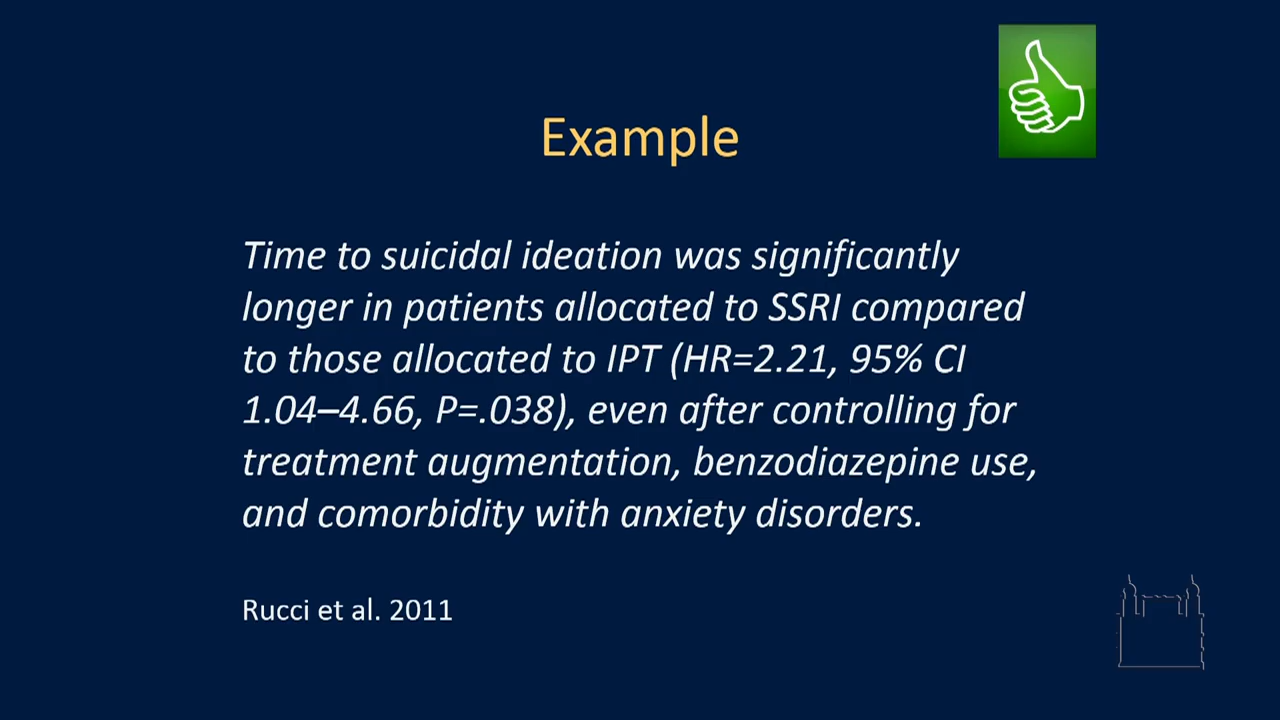 Example
Time to suicidal ideation was significantly
longer in patients allocated to SSRI compared
to those allocated to IPT (HR=2.21, 95% CI
1.04–4.66, P=.038), even after controlling for
treatment augmentation, benzodiazepine use,
and comorbidity with anxiety disorders.
Rucci et al. 2011